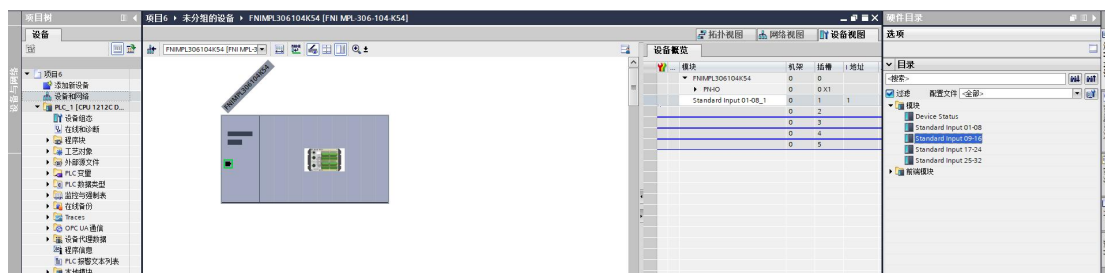 项目树
项目6 ▸ 未分组的设备 ▸ FNIMPL306104K54 [FNI MPL-306-104-K54]
硬件目录
设备
拓扑视图
网络视图
设备视图
选项
FNIMPL306104K54 [FNI MPL-3
设备概览
设备与网络
项目6
添加新设备
设备和网络
PLC_1 [CPU 1212C D...
设备组态
在线和诊断
程序块
工艺对象
外部源文件
PLC 变量
PLC 数据类型
监控与强制表
在线备份
Traces
OPC UA 通信
设备代理数据
程序信息
PLC 报警文本列表
本地模块
FNIMPL306104K54
... 模块 机架 插槽 I 地址
FNIMPL306104K54 0 0
PN-IO 0 0 X1
Standard Input 01-08_1 0 1 1
0 2
0 3
0 4
0 5
目录
<搜索>
过滤 配置文件 <全部>
模块
Device Status
Standard Input 01-08
Standard Input 09-16
Standard Input 17-24
Standard Input 25-32
前端模块